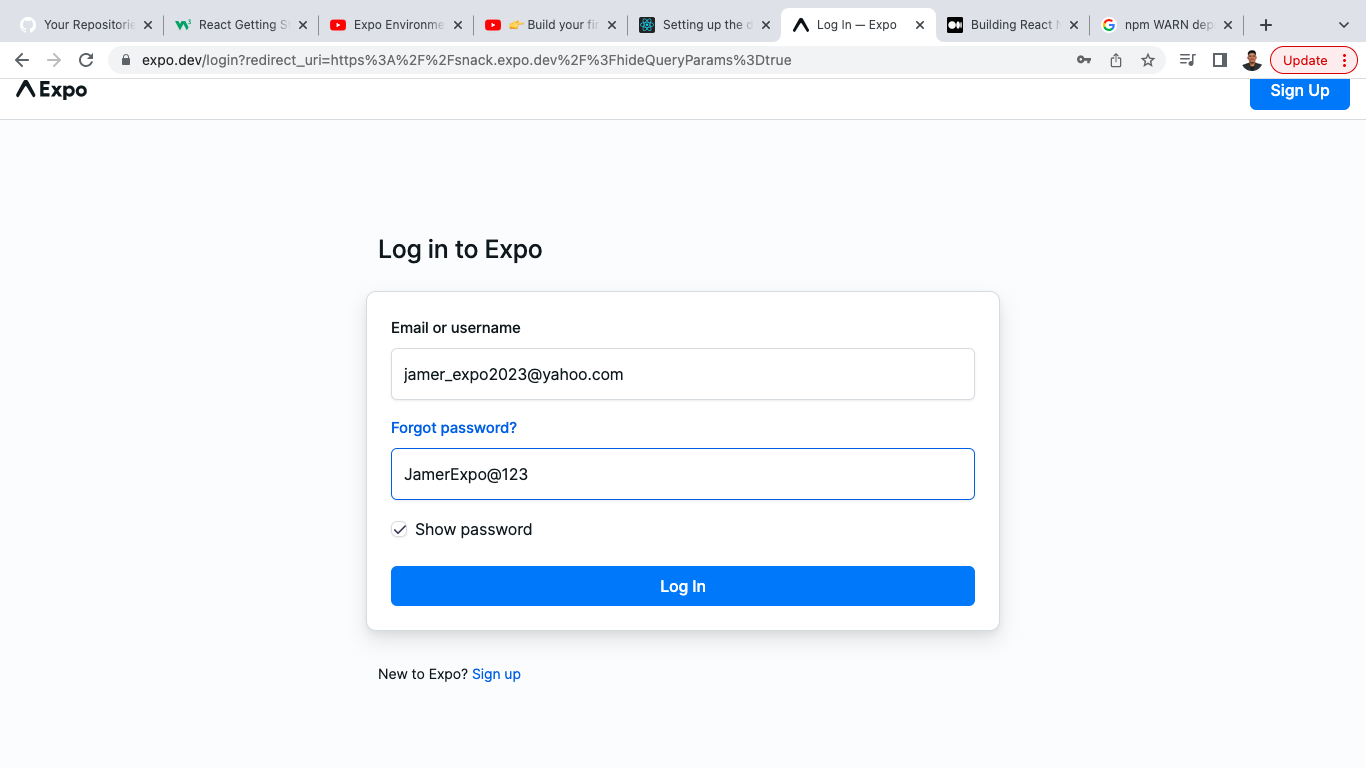 Your Repositorie
React Getting S
Expo Environme
👉 Build your fi
Setting up the d
Log In — Expo
Building React N
npm WARN dep
expo.dev/login?redirect_uri=https%3A%2F%2Fsnack.expo.dev%2F%3FhideQueryParams%3Dtrue
Update
Expo
Sign Up
Log in to Expo
Email or username
jamer_expo2023@yahoo.com
Forgot password?
JamerExpo@123
Show password
Log In
New to Expo? Sign up